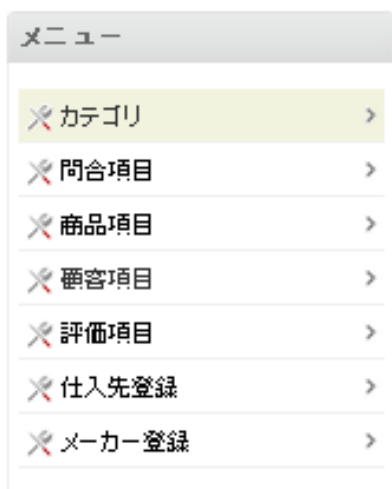 メニュー
カテゴリ
問合項目
商品項目
顧客項目
評価項目
仕入先登録
メーカー登録